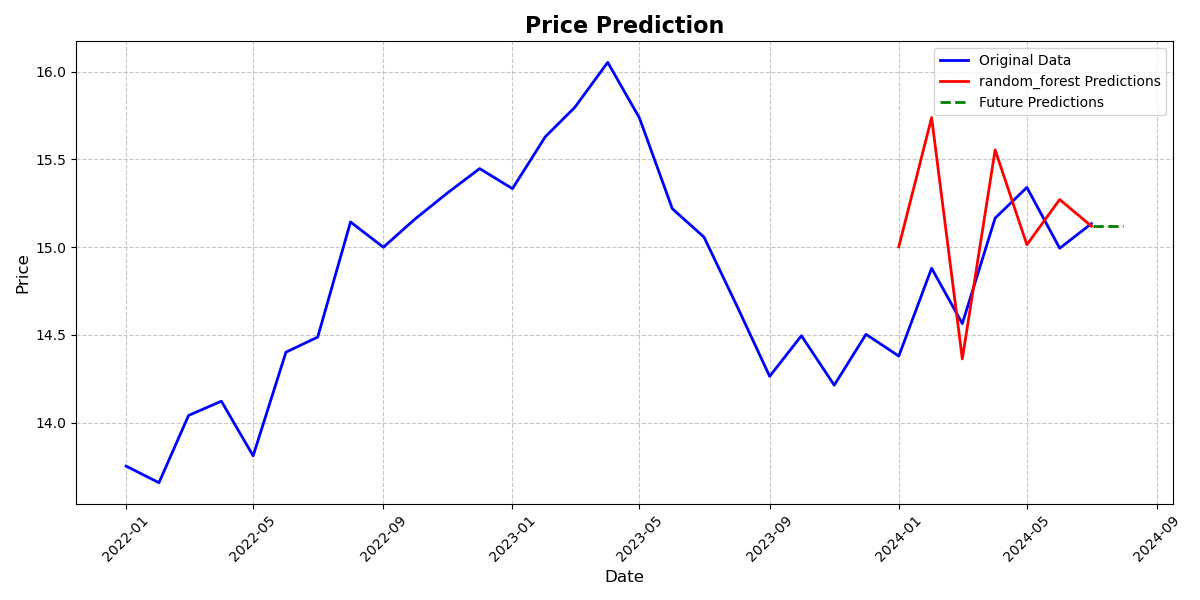 Price Prediction
Original Data
random_forest Predictions
Future Predictions
Price
16.0
15.5
15.0
14.5
14.0
2022-01
2022-05
2022-09
2023-01
2023-05
2023-09
2024-01
2024-05
2024-09
Date